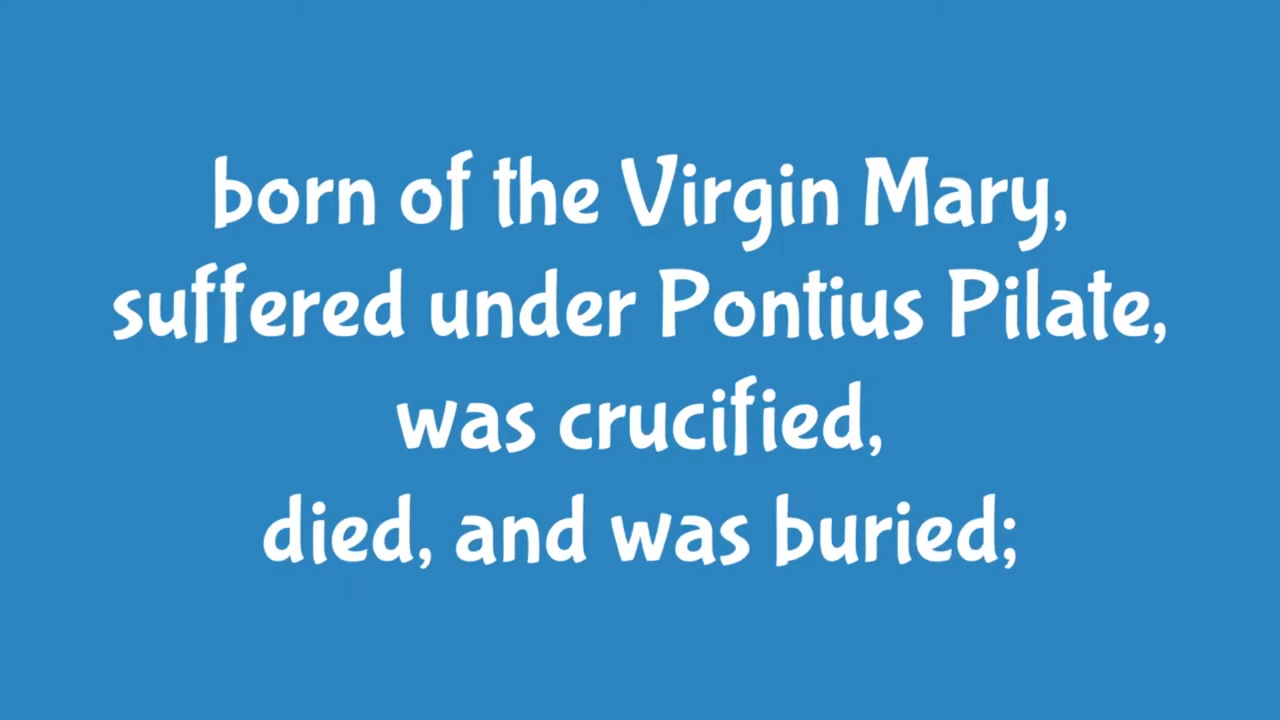 born of the Virgin Mary,
suffered under Pontius Pilate,
was crucified,
died, and was buried;